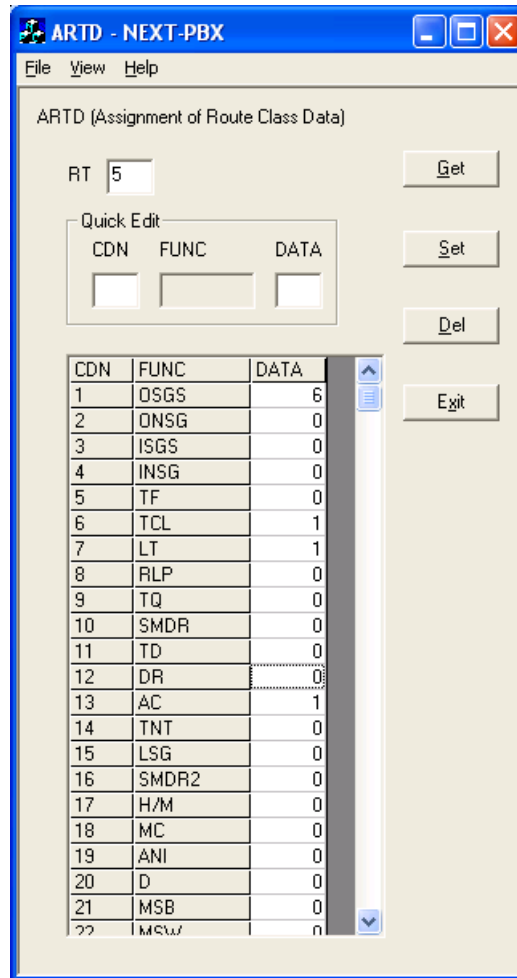 ARTD - NEXT-PBX
File View Help
ARTD (Assignment of Route Class Data)
RT 5
Get
Quick Edit
CDN FUNC DATA
Set
Del
Exit
CDN FUNC DATA
1 OSGS 6
2 ONSG 0
3 ISGS 0
4 INSG 0
5 TF 0
6 TCL 1
7 LT 1
8 RLP 0
9 TQ 0
10 SMDR 0
11 TD 0
12 DR 0
13 AC 1
14 TNT 0
15 LSG 0
16 SMDR2 0
17 H/M 0
18 MC 0
19 ANI 0
20 D 0
21 MSB 0
22 MSW 0